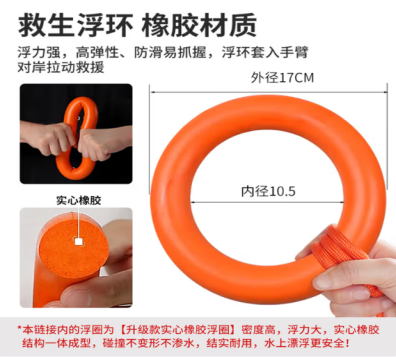 救生浮环 橡胶材质:
浮力强，高弹性、防滑易抓握，浮环套入手臂
对岸拉动救援
外径17CM
内径10.5
实心橡胶
*本链接内的浮圈为【升级款实心橡胶浮圈】密度高，浮力大，实心橡胶
结构一体成型，碰撞不变形不渗水，结实耐用，水上漂浮更安全！